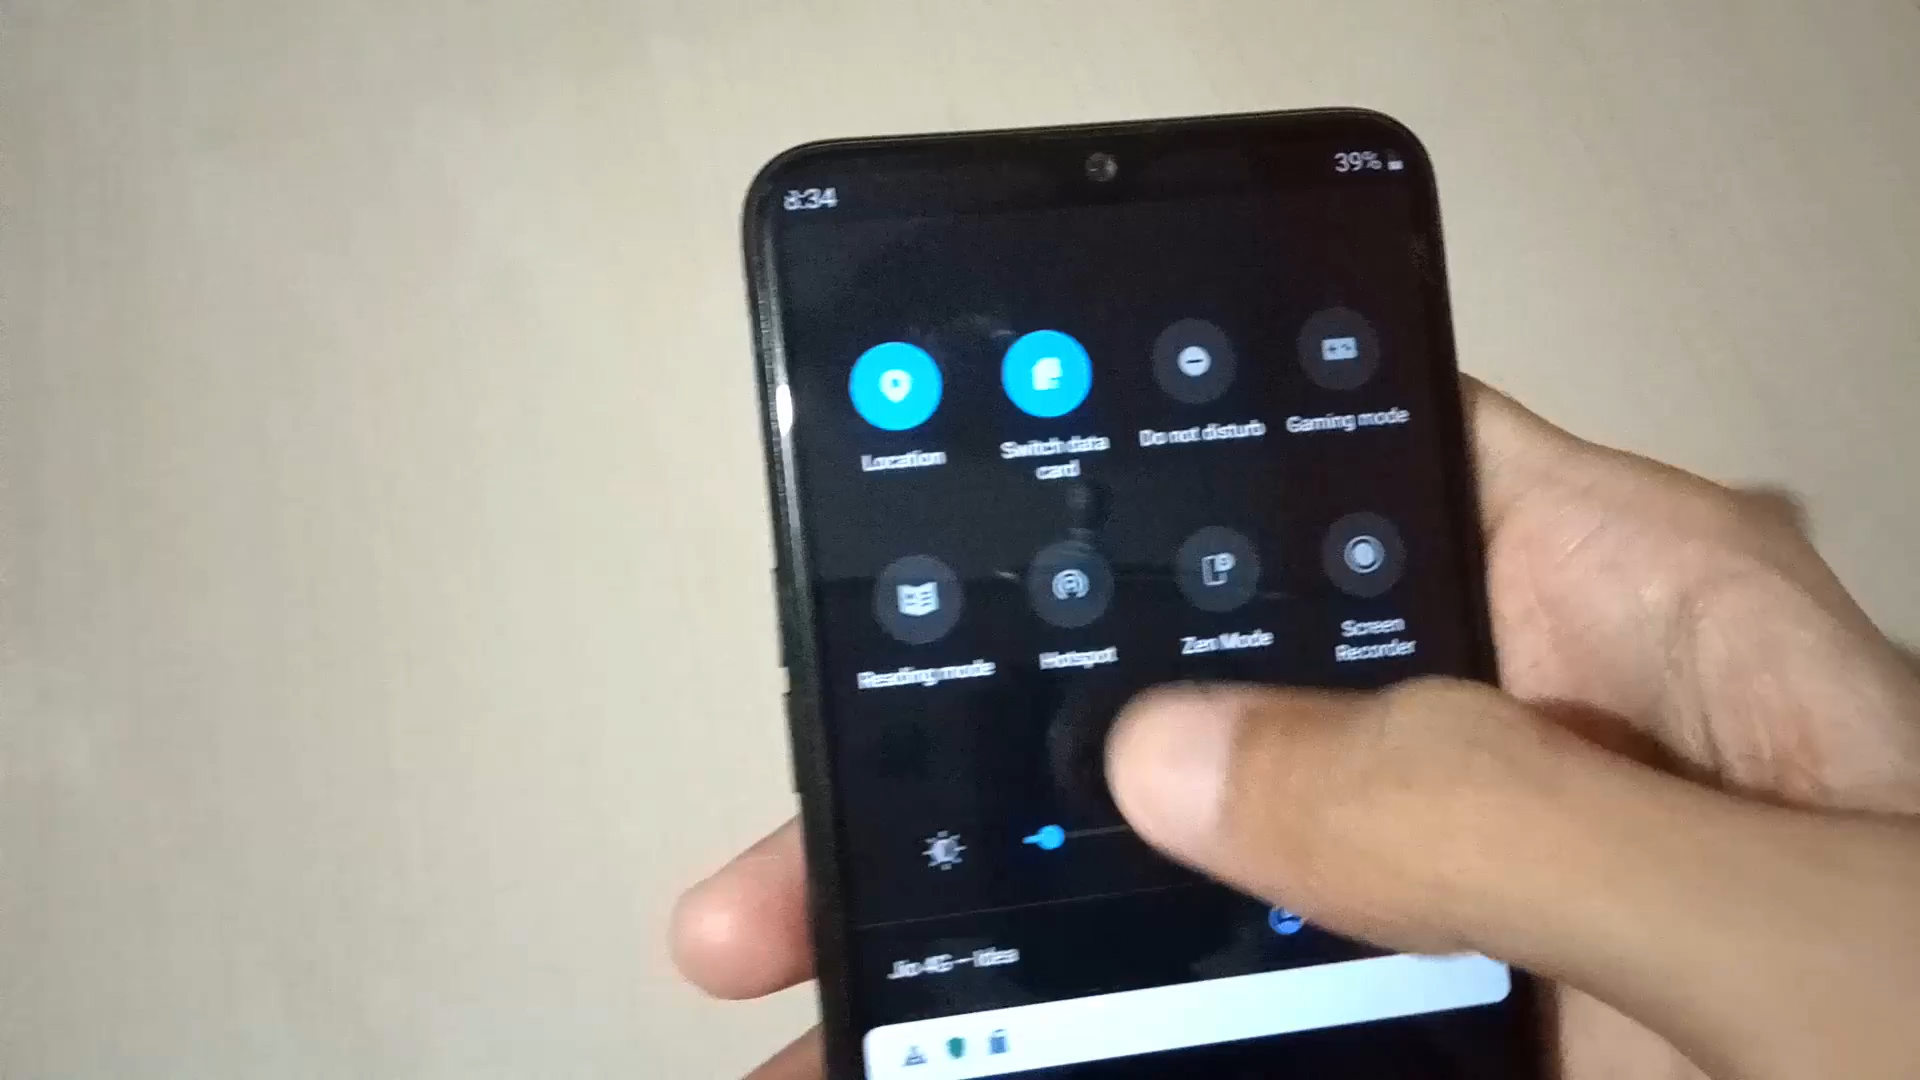 8:34
39%
Location
Switch data
card
Do not disturb
Gaming mode
Reading mode
Hotspot
Zen Mode
Screen
Recorder
Jio 4G — Idea